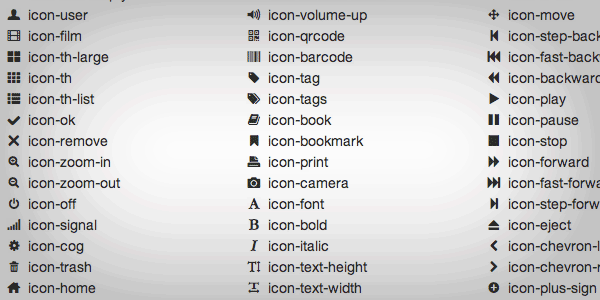 icon-user
icon-film
icon-th-large
icon-th
icon-th-list
icon-ok
icon-remove
icon-zoom-in
icon-zoom-out
icon-off
icon-signal
icon-cog
icon-trash
icon-home
icon-volume-up
icon-qrcode
icon-barcode
icon-tag
icon-tags
icon-book
icon-bookmark
icon-print
icon-camera
icon-font
icon-bold
icon-italic
icon-text-height
icon-text-width
icon-move
icon-step-back
icon-fast-back
icon-backward
icon-play
icon-pause
icon-stop
icon-forward
icon-fast-forwa
icon-step-forw
icon-eject
icon-chevron-l
icon-chevron-r
icon-plus-sign